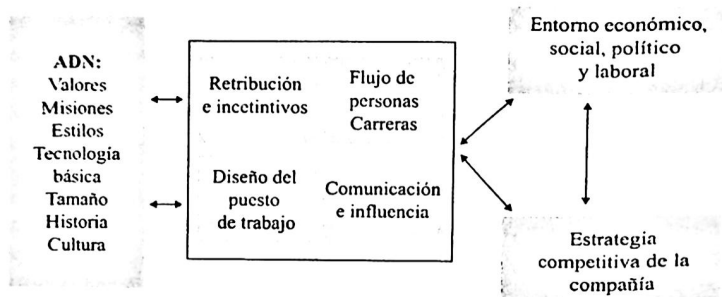 ADN:
Valores
Misiones
Estilos
Tecnología
básica
Tamaño
Historia
Cultura
Retribución
e incetintivos
Flujo de
personas
Carreras
Diseño del
puesto
de trabajo
Comunicación
e influencia
Entorno económico,
social, político
y laboral
Estrategia
competitiva de la
compañía